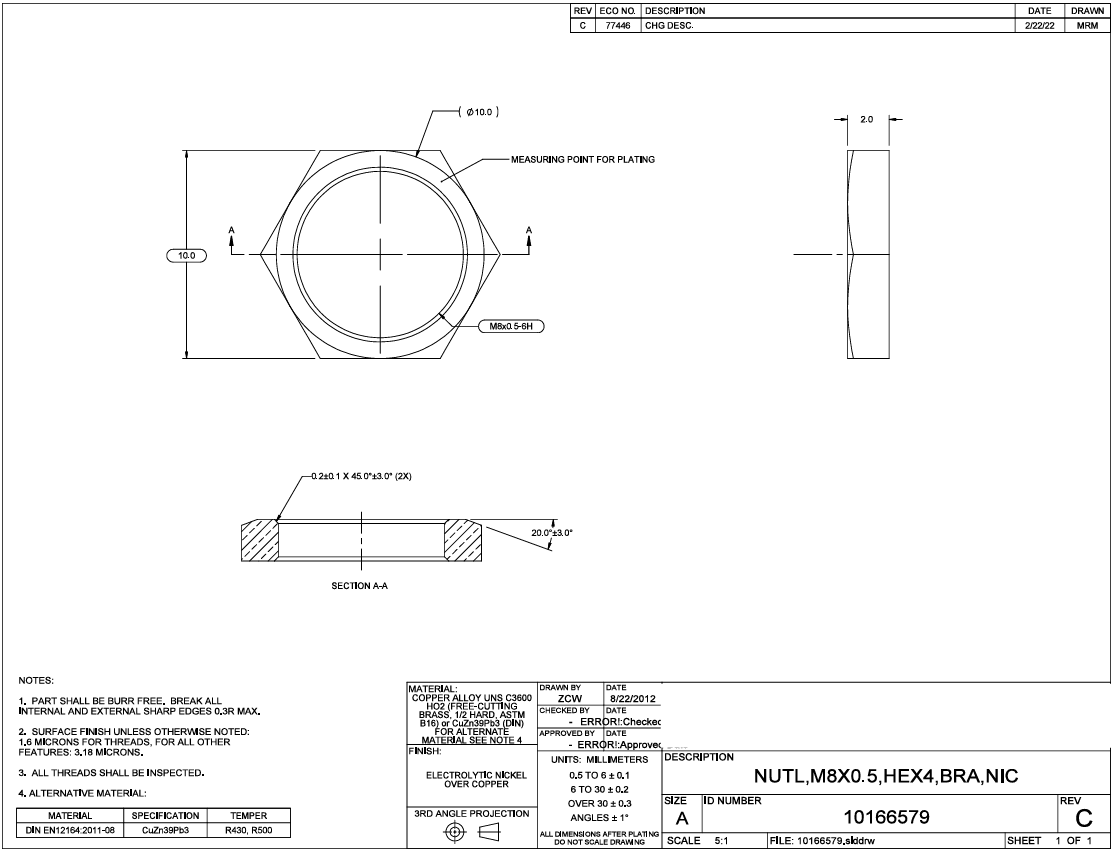 REV ECO NO. DESCRIPTION DATE DRAWN
C 77446 CHG DESC. 2/22/22 MRM
( Ø10.0 )
2.0
MEASURING POINT FOR PLATING
A A
10.0
M8x0.5-6H
0.2±0.1 X 45.0°±3.0° (2X)
20.0°±3.0°
SECTION A-A
NOTES:
1. PART SHALL BE BURR FREE, BREAK ALL
INTERNAL AND EXTERNAL SHARP EDGES 0.3R MAX.
2. SURFACE FINISH UNLESS OTHERWISE NOTED:
1.6 MICRONS FOR THREADS, FOR ALL OTHER
FEATURES: 3.18 MICRONS.
3. ALL THREADS SHALL BE INSPECTED.
4. ALTERNATIVE MATERIAL:
MATERIAL SPECIFICATION TEMPER
DIN EN12164:2011-08 CuZn39Pb3 R430, R500
MATERIAL:
COPPER ALLOY UNS C3600
HO2 (FREE-CUTTING
BRASS, 1/2 HARD, ASTM
B16) or CuZn39Pb3 (DIN)
FOR ALTERNATE
MATERIAL SEE NOTE 4
FINISH:
ELECTROLYTIC NICKEL
OVER COPPER
3RD ANGLE PROJECTION
DRAWN BY DATE
ZCW 8/22/2012
CHECKED BY DATE
- ERROR!:Checked
APPROVED BY DATE
- ERROR!:Approved
UNITS: MILLIMETERS
0.5 TO 6 ± 0.1
6 TO 30 ± 0.2
OVER 30 ± 0.3
ANGLES ± 1°
ALL DIMENSIONS AFTER PLATING
DO NOT SCALE DRAWING
DESCRIPTION
NUTL,M8X0.5,HEX4,BRA,NIC
SIZE ID NUMBER REV
A 10166579 C
SCALE 5:1 FILE: 10166579.slddrw SHEET 1 OF 1